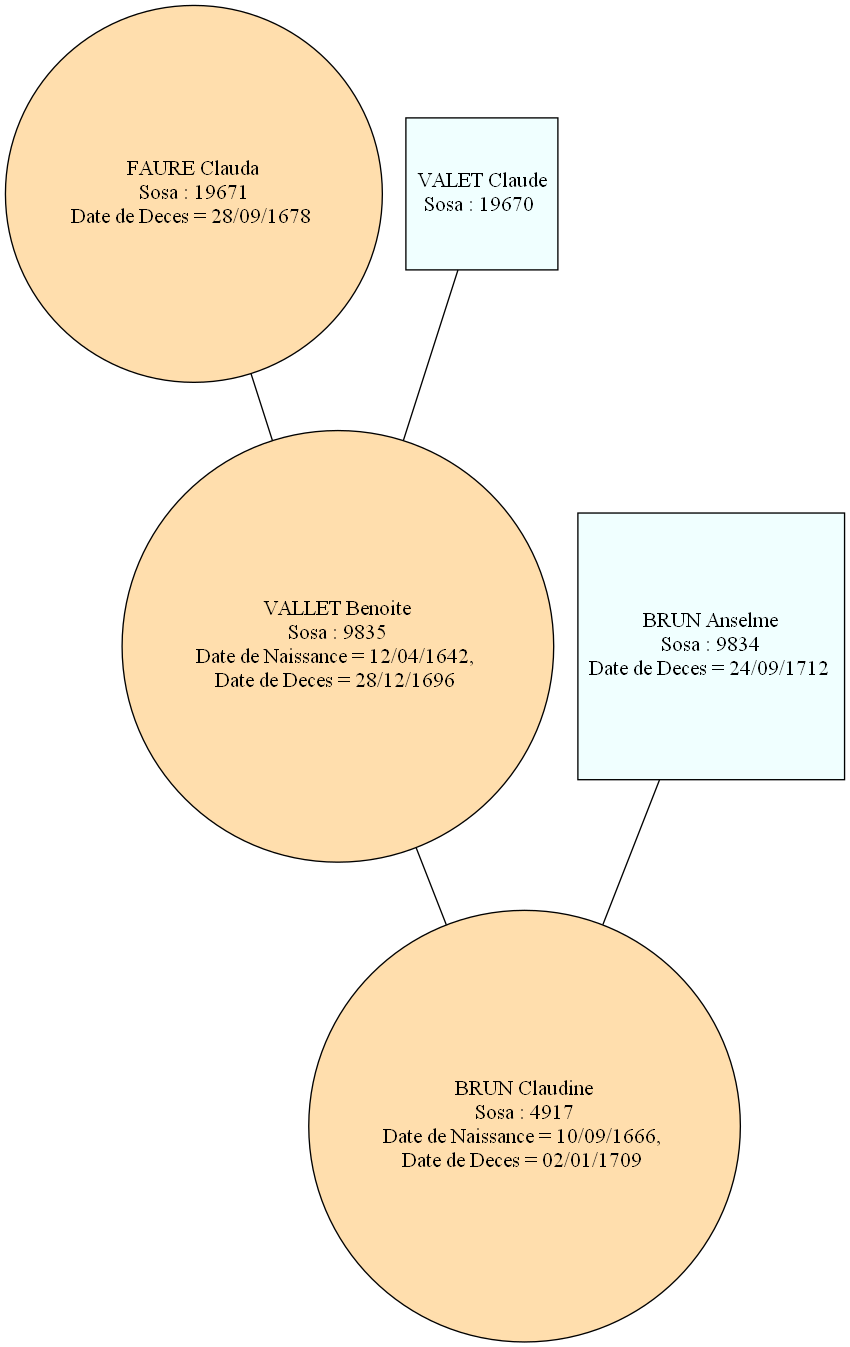 FAURE Clauda
Sosa : 19671
Date de Deces = 28/09/1678
VALET Claude
Sosa : 19670
VALLET Benoite
Sosa : 9835
Date de Naissance = 12/04/1642,
Date de Deces = 28/12/1696
BRUN Anselme
Sosa : 9834
Date de Deces = 24/09/1712
BRUN Claudine
Sosa : 4917
Date de Naissance = 10/09/1666,
Date de Deces = 02/01/1709